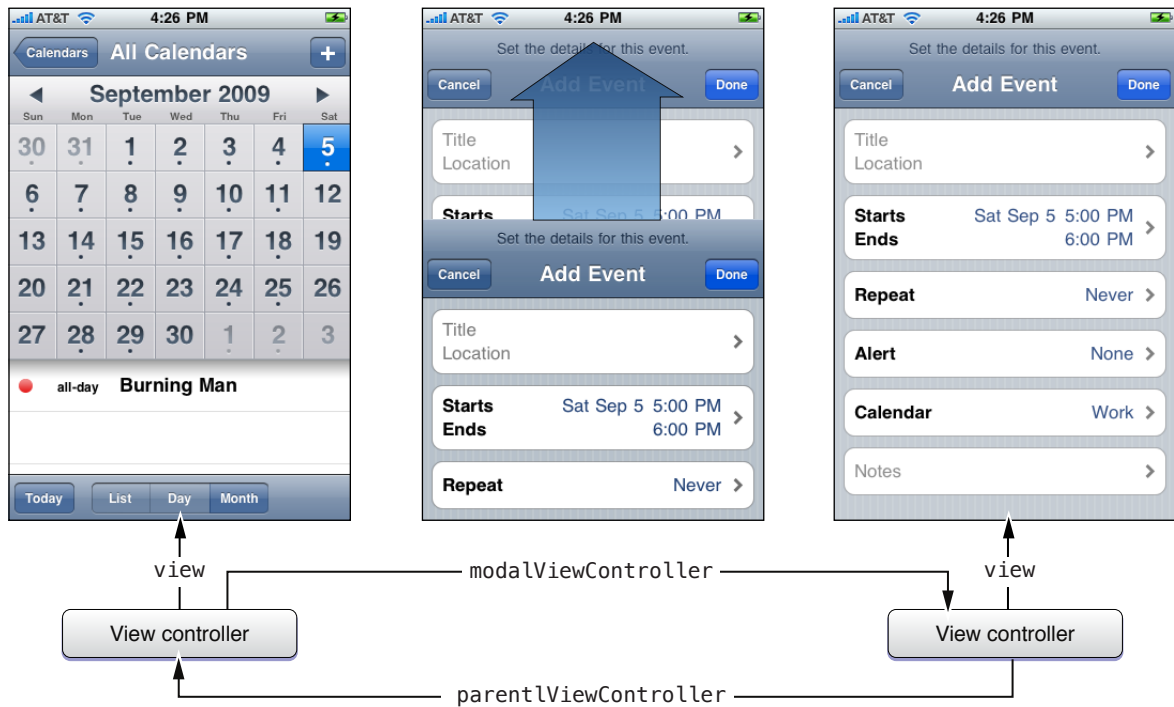 AT&T 4:26 PM
Calendars All Calendars +
September 2009
Sun Mon Tue Wed Thu Fri Sat
30 31 1 2 3 4 5
6 7 8 9 10 11 12
13 14 15 16 17 18 19
20 21 22 23 24 25 26
27 28 29 30 1 2 3
all-day Burning Man
Today List Day Month
AT&T 4:26 PM
Set the details for this event.
Cancel Add Event Done
Title
Location
Starts Sat Sep 5 5:00 PM
Set the details for this event.
Cancel Add Event Done
Title
Location
Starts Sat Sep 5 5:00 PM
Ends 6:00 PM
Repeat Never
AT&T 4:26 PM
Set the details for this event.
Cancel Add Event Done
Title
Location
Starts Sat Sep 5 5:00 PM
Ends 6:00 PM
Repeat Never
Alert None
Calendar Work
Notes
view modalViewController view
View controller View controller
parentlViewController